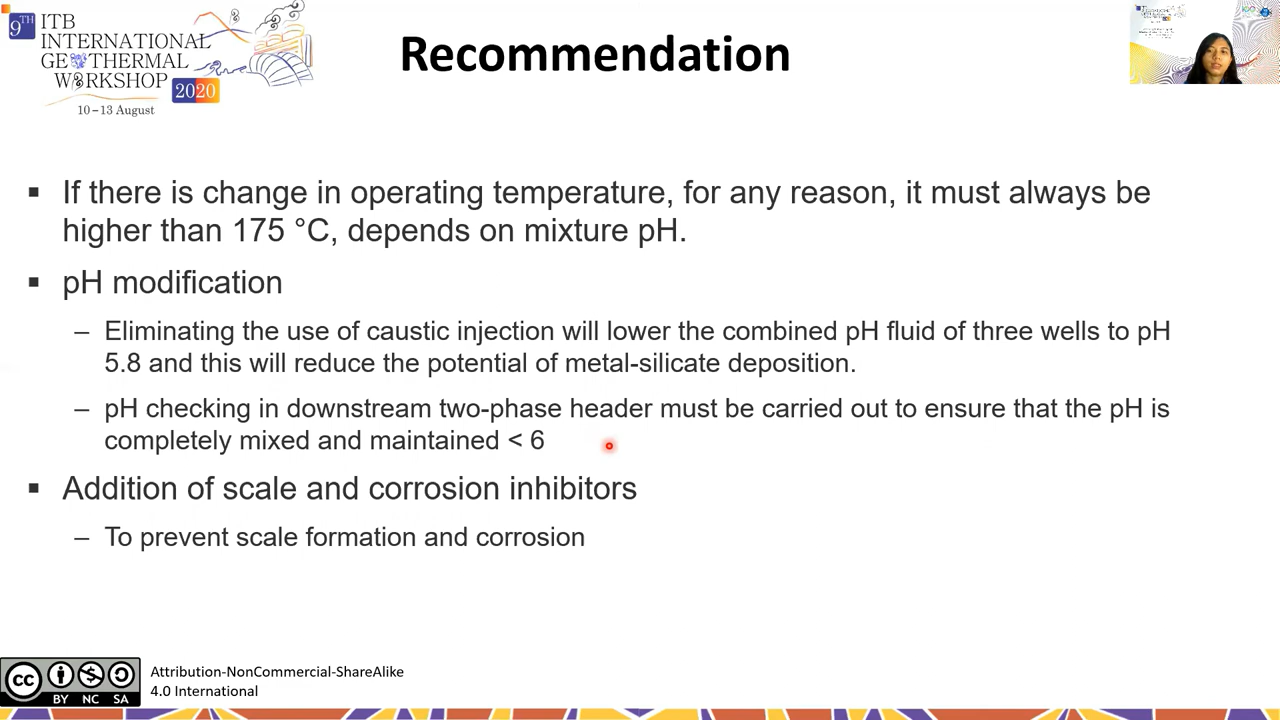 9TH ITB
INTERNATIONAL
GEOTHERMAL
WORKSHOP
2020
10 – 13 August
Recommendation
▪ If there is change in operating temperature, for any reason, it must always be
higher than 175 °C, depends on mixture pH.
▪ pH modification
– Eliminating the use of caustic injection will lower the combined pH fluid of three wells to pH
5.8 and this will reduce the potential of metal-silicate deposition.
– pH checking in downstream two-phase header must be carried out to ensure that the pH is
completely mixed and maintained < 6
▪ Addition of scale and corrosion inhibitors
– To prevent scale formation and corrosion
cc BY NC SA
Attribution-NonCommercial-ShareAlike
4.0 International